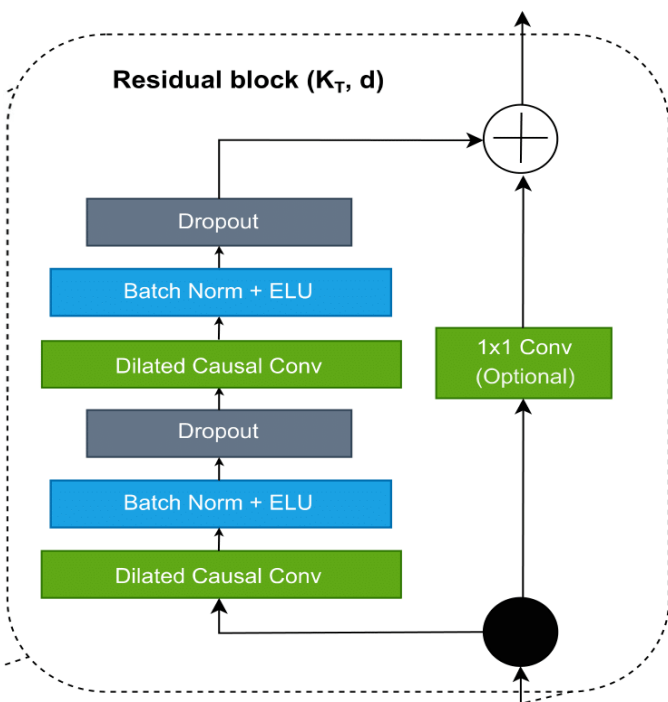 Residual block (K_T, d)
Dropout
Batch Norm + ELU
Dilated Causal Conv
1x1 Conv
(Optional)
Dropout
Batch Norm + ELU
Dilated Causal Conv